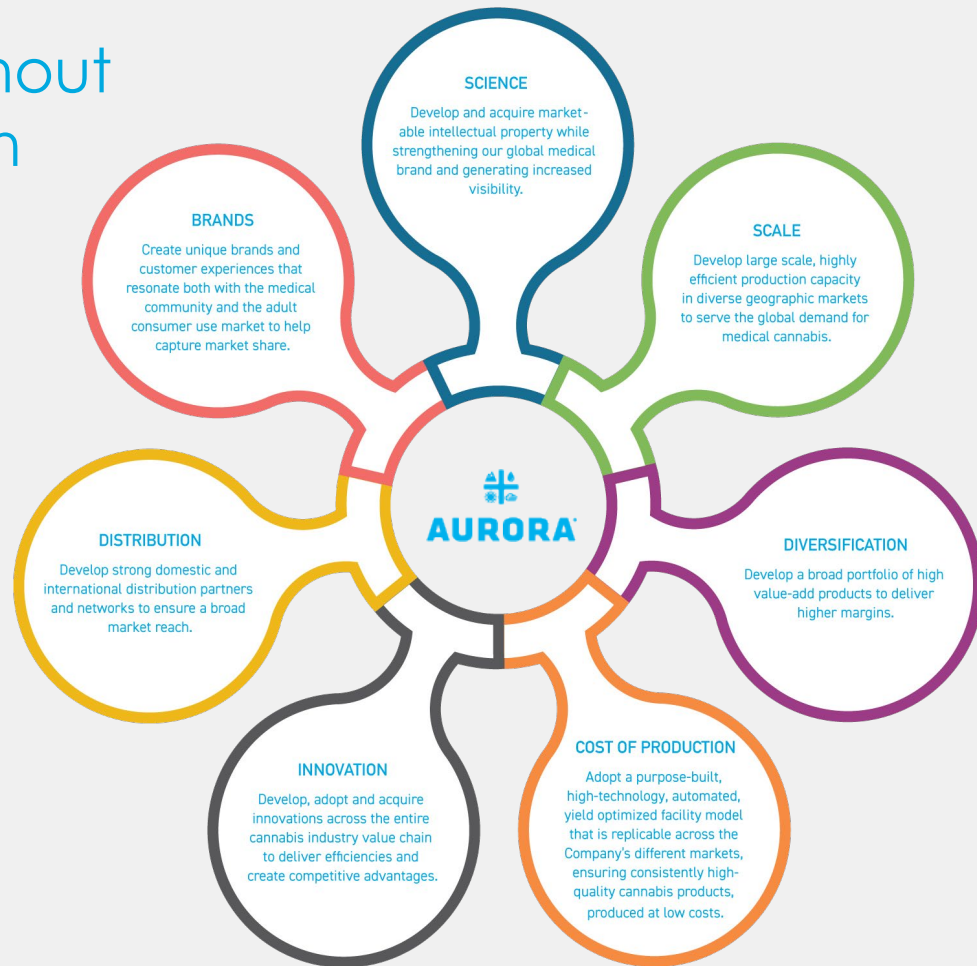 hout
n
SCIENCE
Develop and acquire market-
able intellectual property while
strengthening our global medical
brand and generating increased
visibility.
BRANDS
Create unique brands and
customer experiences that
resonate both with the medical
community and the adult
consumer use market to help
capture market share.
SCALE
Develop large scale, highly
efficient production capacity
in diverse geographic markets
to serve the global demand for
medical cannabis.
AURORA
DISTRIBUTION
Develop strong domestic and
international distribution partners
and networks to ensure a broad
market reach.
DIVERSIFICATION
Develop a broad portfolio of high
value-add products to deliver
higher margins.
INNOVATION
Develop, adopt and acquire
innovations across the entire
cannabis industry value chain
to deliver efficiencies and
create competitive advantages.
COST OF PRODUCTION
Adopt a purpose-built,
high-technology, automated,
yield optimized facility model
that is replicable across the
Company's different markets,
ensuring consistently high-
quality cannabis products,
produced at low costs.